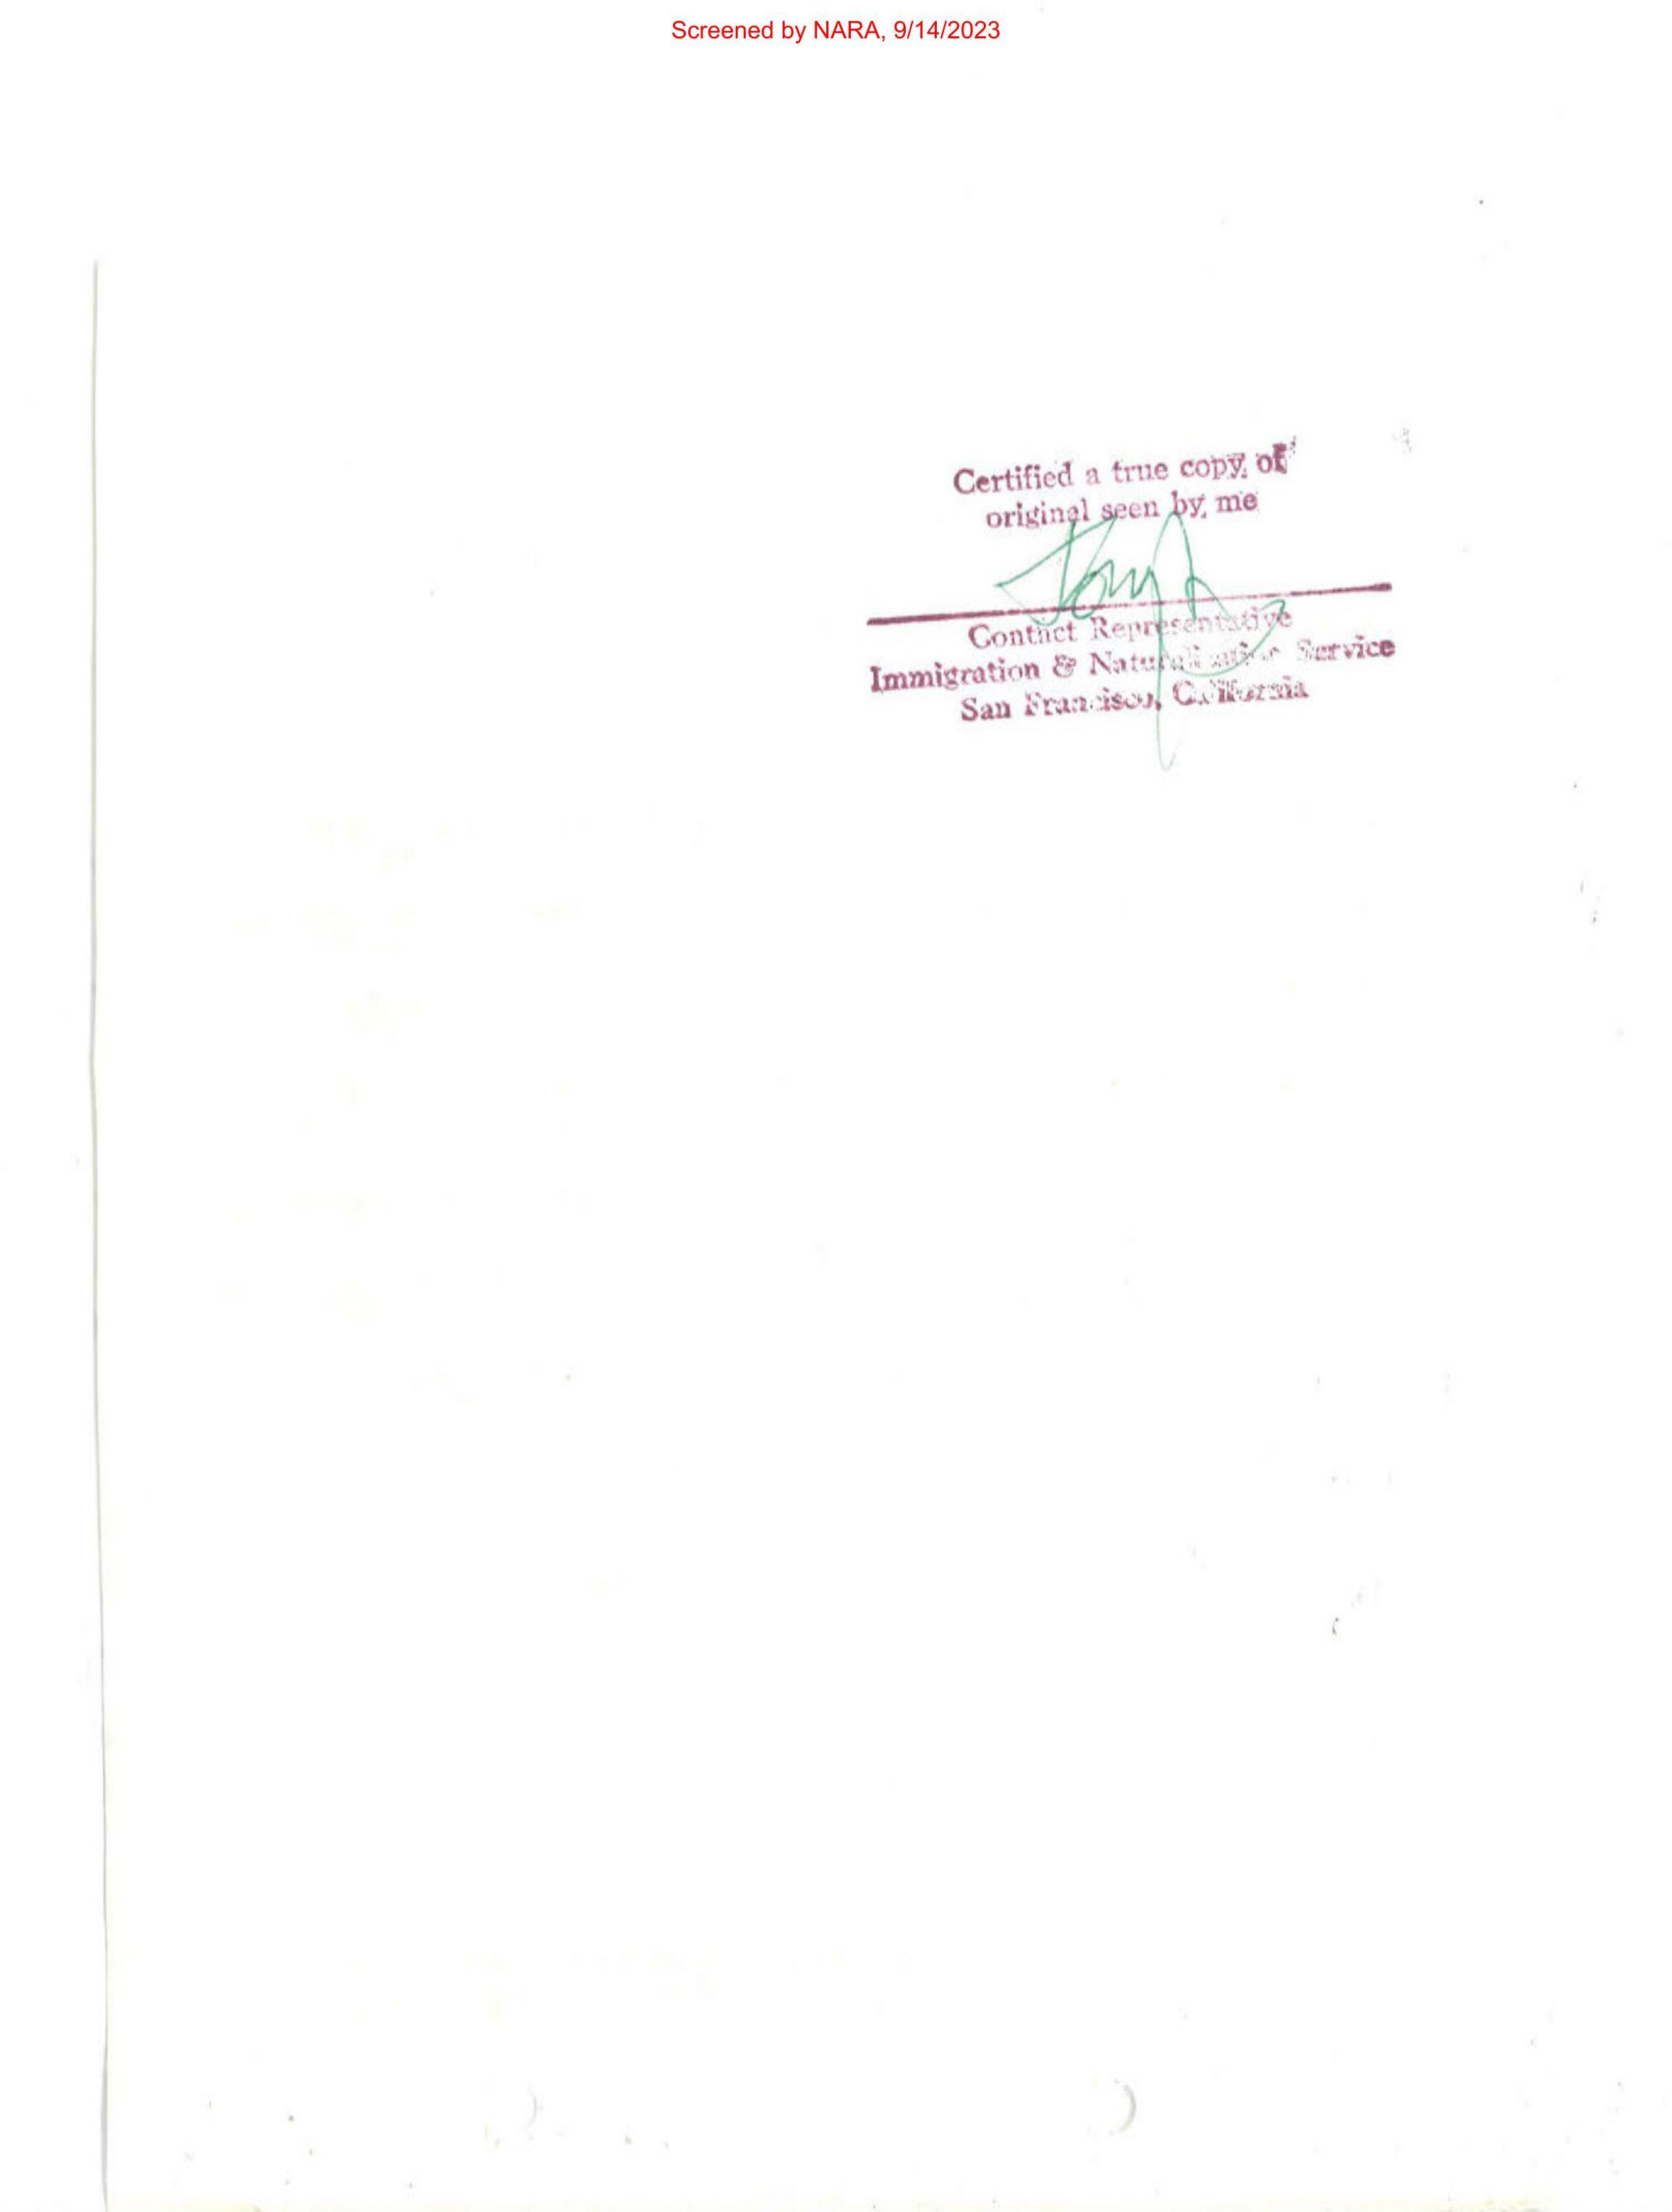 Screened by NARA, 9/14/2023
Certified a true copy of
original seen by me
Contact Representative
Immigration & Naturalization Service
San Francisco, California